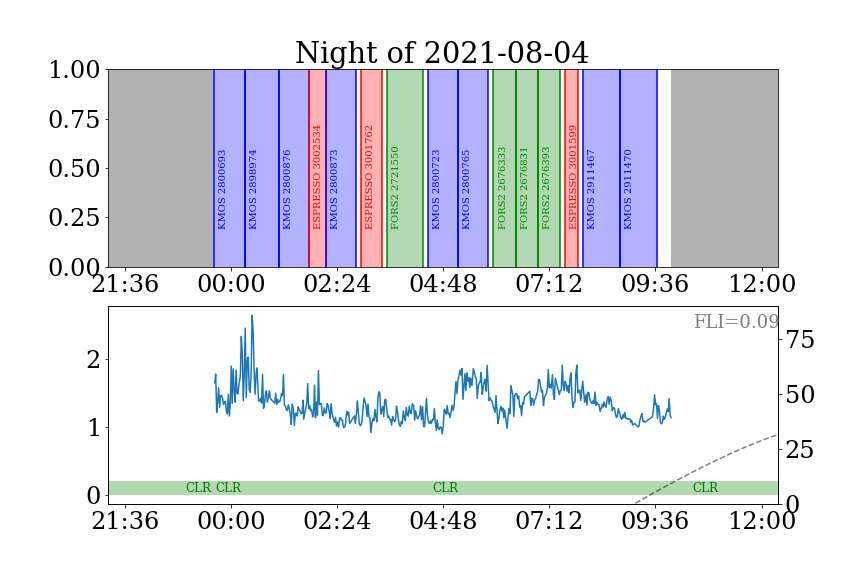 Night of 2021-08-04
1.00
0.75
0.50
0.25
0.00
KMOS 2800693
KMOS 2898974
KMOS 2800876
ESPRESSO 3002534
KMOS 2800873
ESPRESSO 3001762
FORS2 2721550
KMOS 2800723
KMOS 2800765
FORS2 2676333
FORS2 2676831
FORS2 2676393
ESPRESSO 3001599
KMOS 2911467
KMOS 2911470
21:36 00:00 02:24 04:48 07:12 09:36 12:00
FLI=0.09
2
1
0
75
50
25
0
CLR CLR CLR CLR
21:36 00:00 02:24 04:48 07:12 09:36 12:00